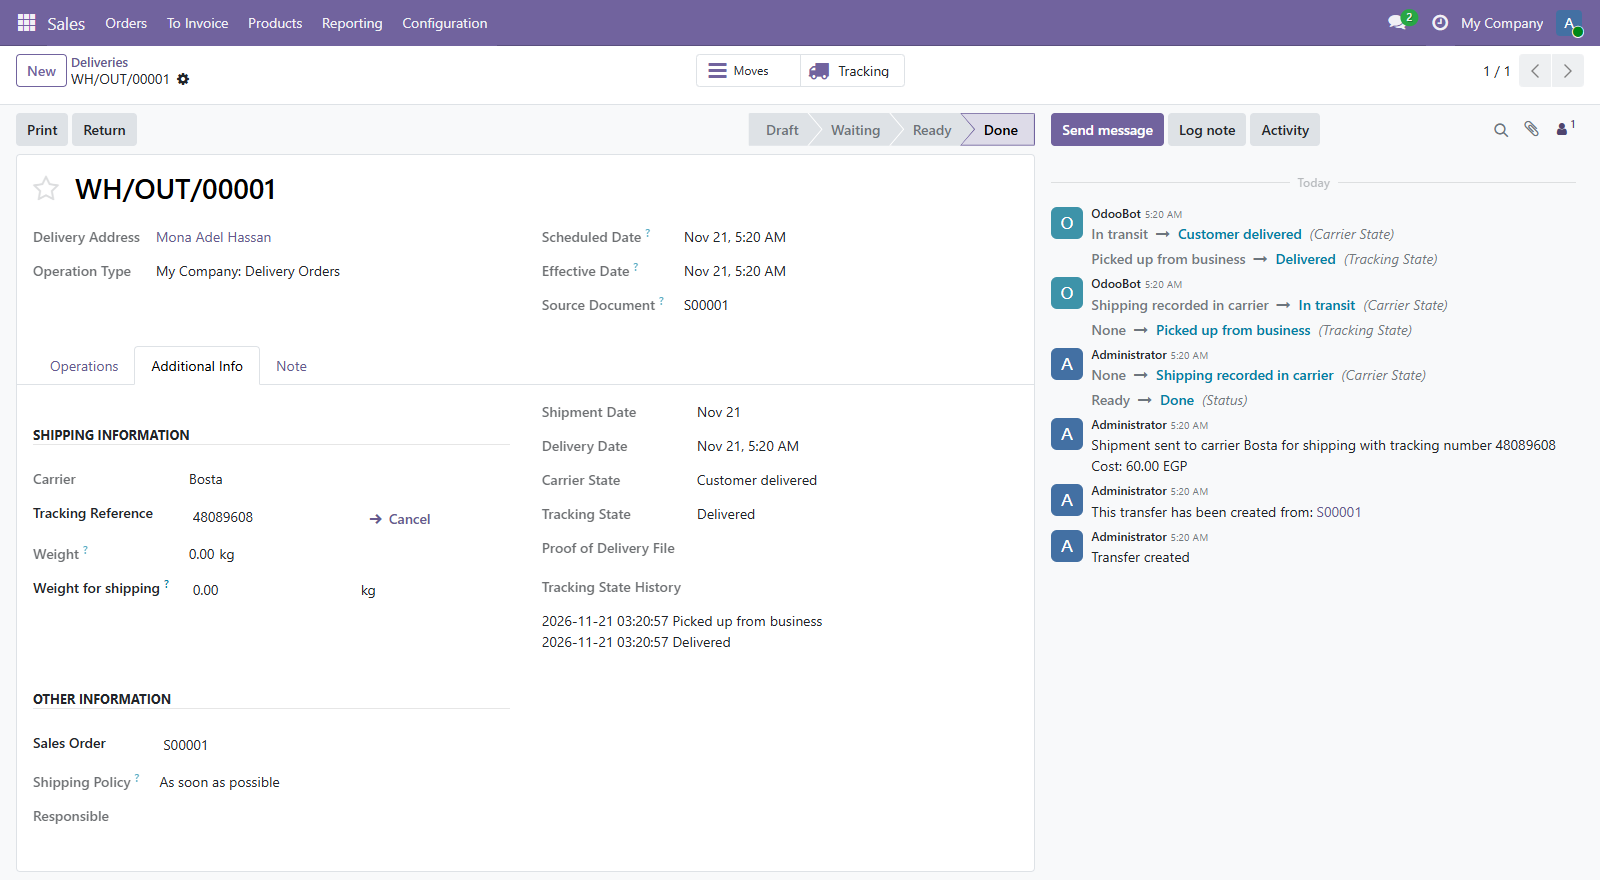 Sales Orders To Invoice Products Reporting Configuration 2 My Company A
New Deliveries
WH/OUT/00001
Moves Tracking 1 / 1
Print Return Draft Waiting Ready Done Send message Log note Activity 1
WH/OUT/00001
Delivery Address Mona Adel Hassan
Operation Type My Company: Delivery Orders
Scheduled Date ? Nov 21, 5:20 AM
Effective Date ? Nov 21, 5:20 AM
Source Document ? S00001
Operations Additional Info Note
SHIPPING INFORMATION
Carrier Bosta
Tracking Reference 48089608 Cancel
Weight ? 0.00 kg
Weight for shipping ? 0.00 kg
Shipment Date Nov 21
Delivery Date Nov 21, 5:20 AM
Carrier State Customer delivered
Tracking State Delivered
Proof of Delivery File
Tracking State History
2026-11-21 03:20:57 Picked up from business
2026-11-21 03:20:57 Delivered
OTHER INFORMATION
Sales Order S00001
Shipping Policy ? As soon as possible
Responsible
Today
O OdooBot 5:20 AM
In transit → Customer delivered (Carrier State)
Picked up from business → Delivered (Tracking State)
O OdooBot 5:20 AM
Shipping recorded in carrier → In transit (Carrier State)
None → Picked up from business (Tracking State)
A Administrator 5:20 AM
None → Shipping recorded in carrier (Carrier State)
Ready → Done (Status)
A Administrator 5:20 AM
Shipment sent to carrier Bosta for shipping with tracking number 48089608
Cost: 60.00 EGP
A Administrator 5:20 AM
This transfer has been created from: S00001
A Administrator 5:20 AM
Transfer created